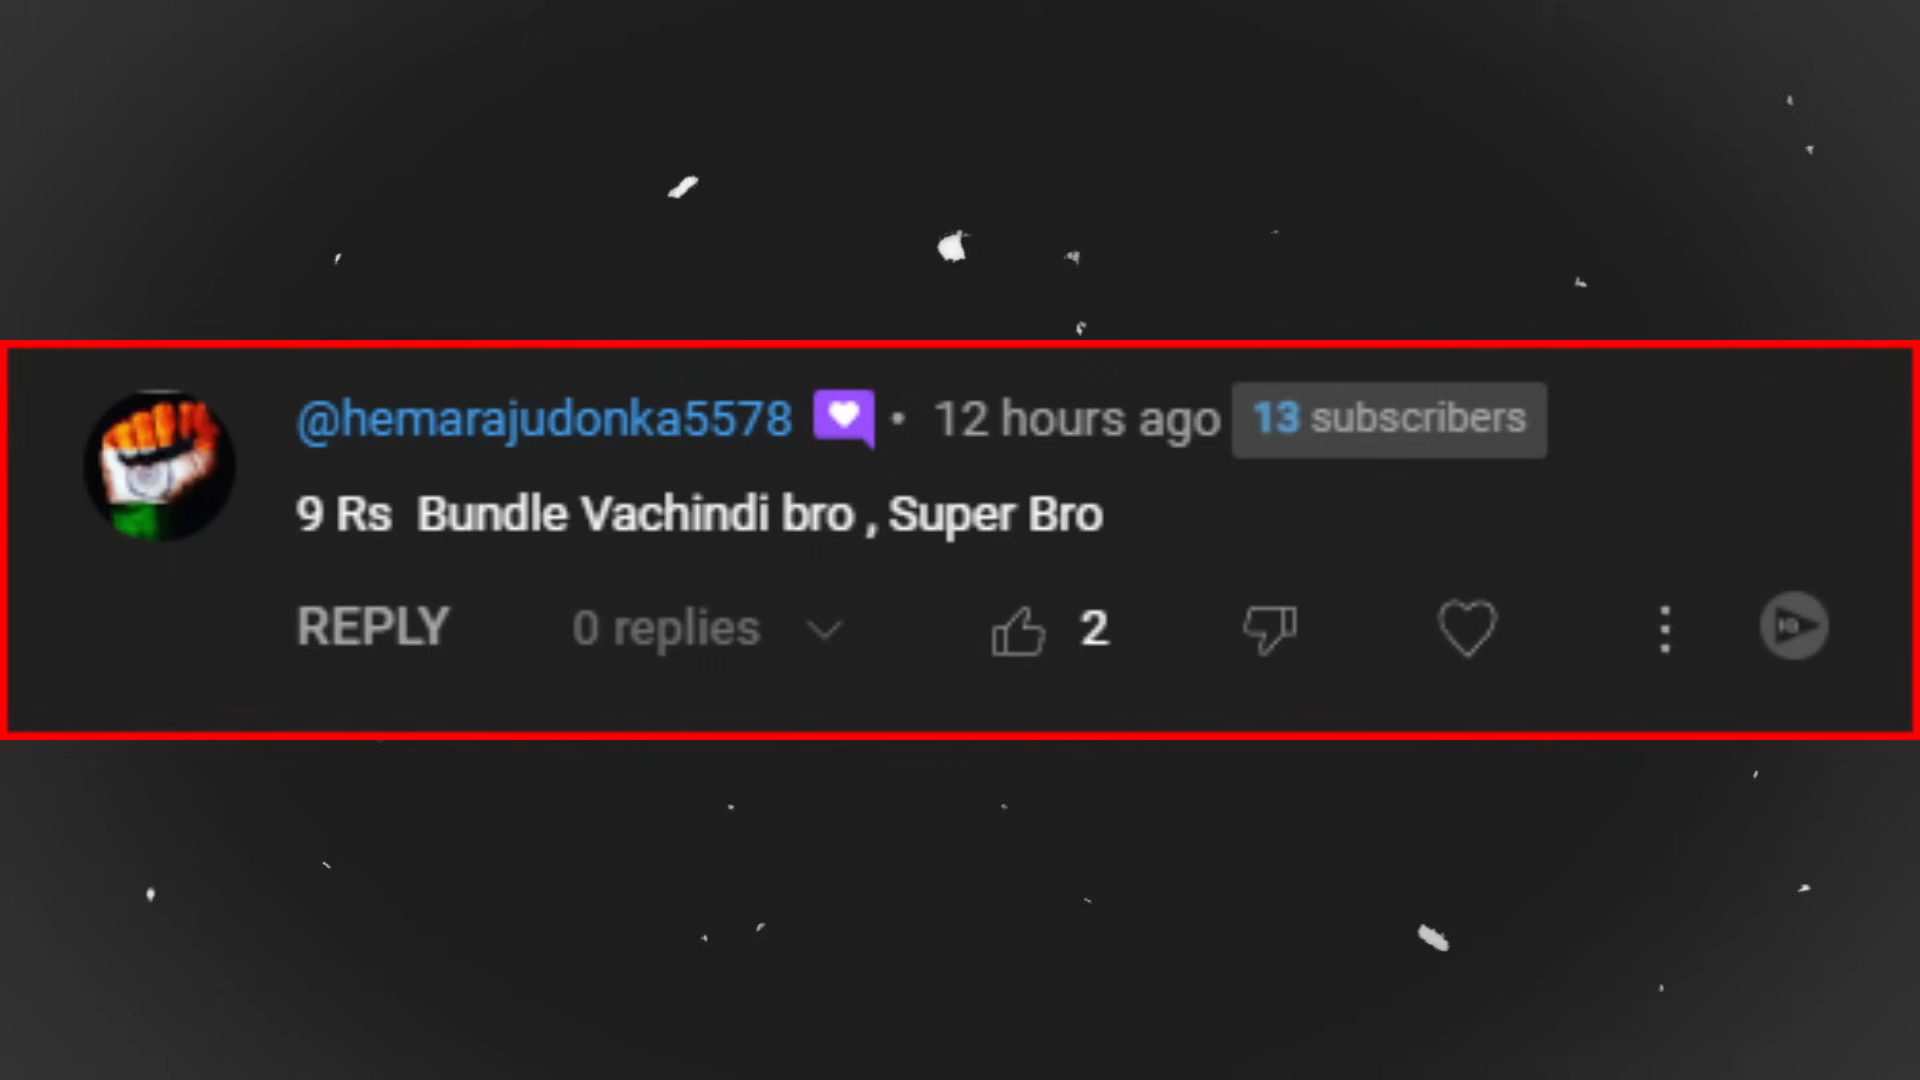 @hemarajudonka5578 • 12 hours ago 13 subscribers
9 Rs Bundle Vachindi bro , Super Bro
REPLY 0 replies 2